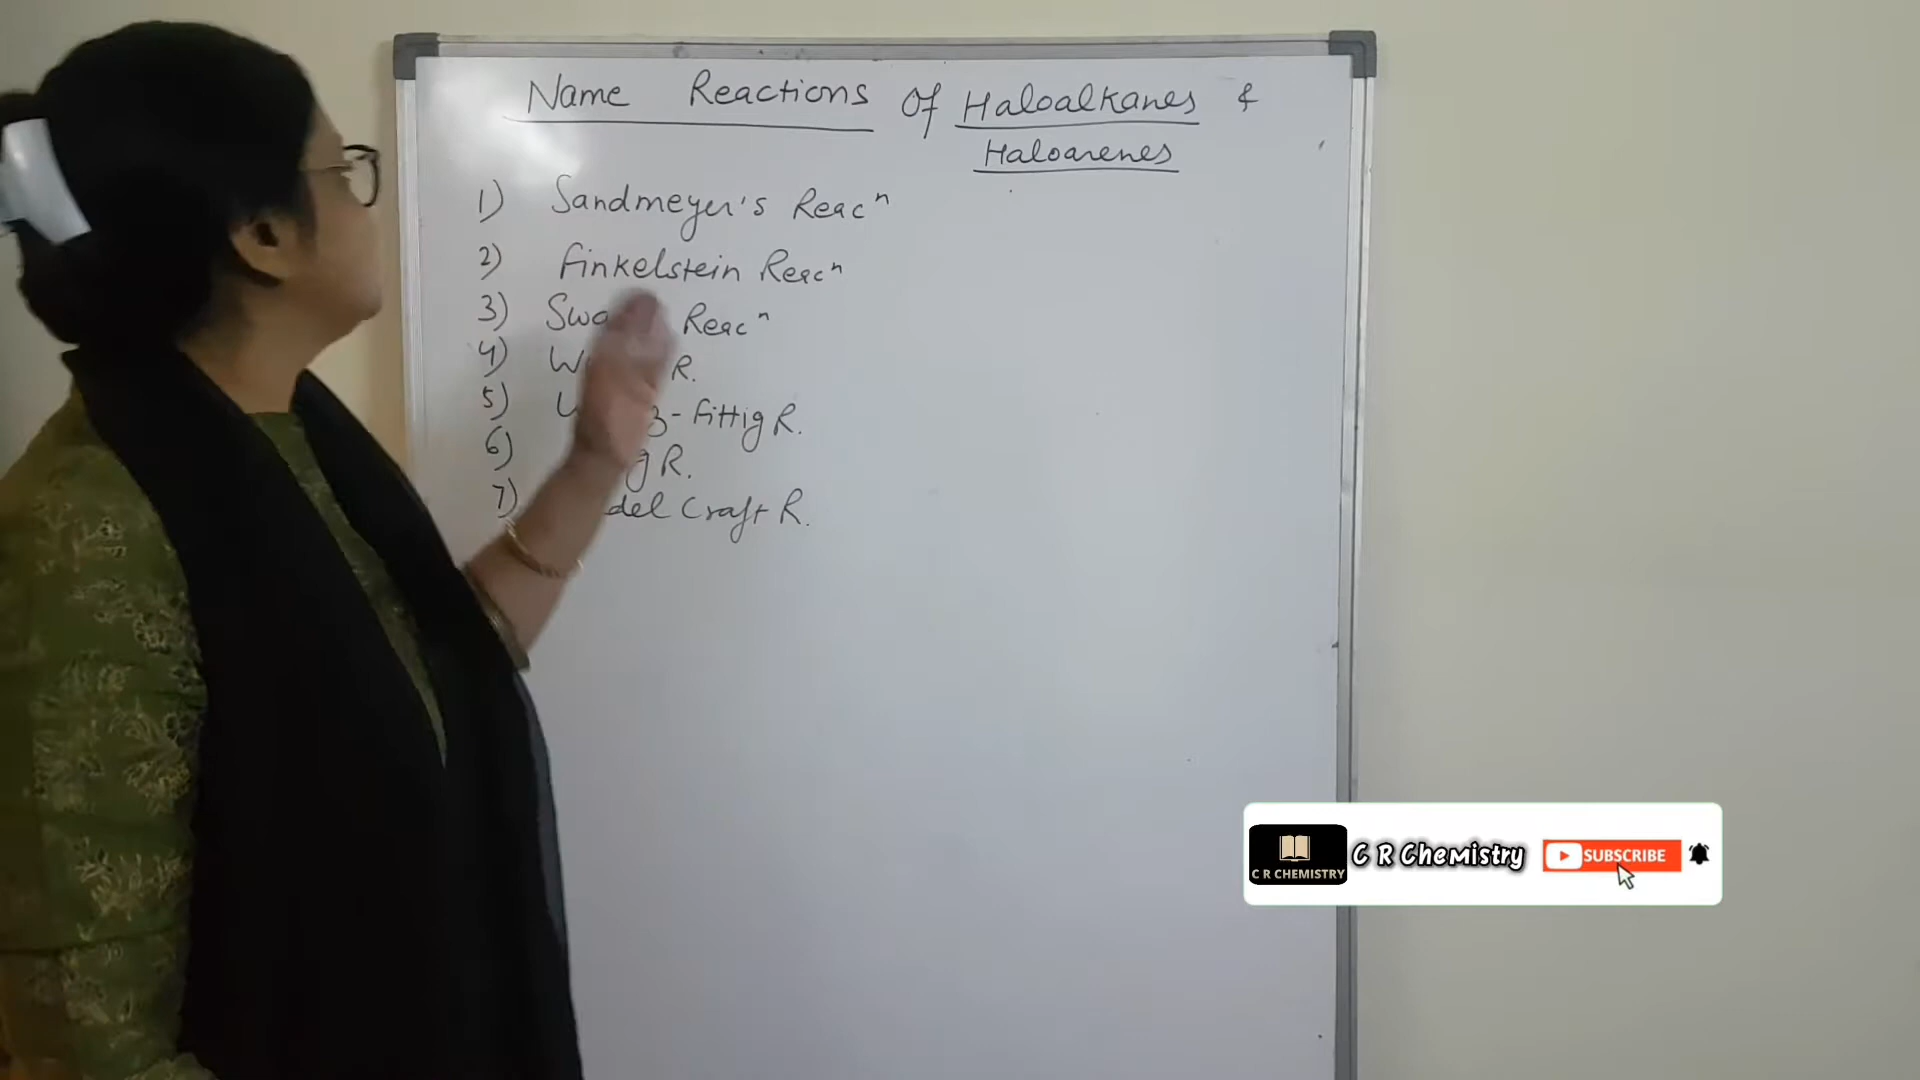 Name Reactions Of Haloalkanes &
Haloarenes
1) Sandmeyer's Reacⁿ
2) Finkelstein Reacⁿ
3) Reacⁿ
4) R.
5) Fittig R.
6) R.
7) Craft R.
C R CHEMISTRY
C R Chemistry
SUBSCRIBE